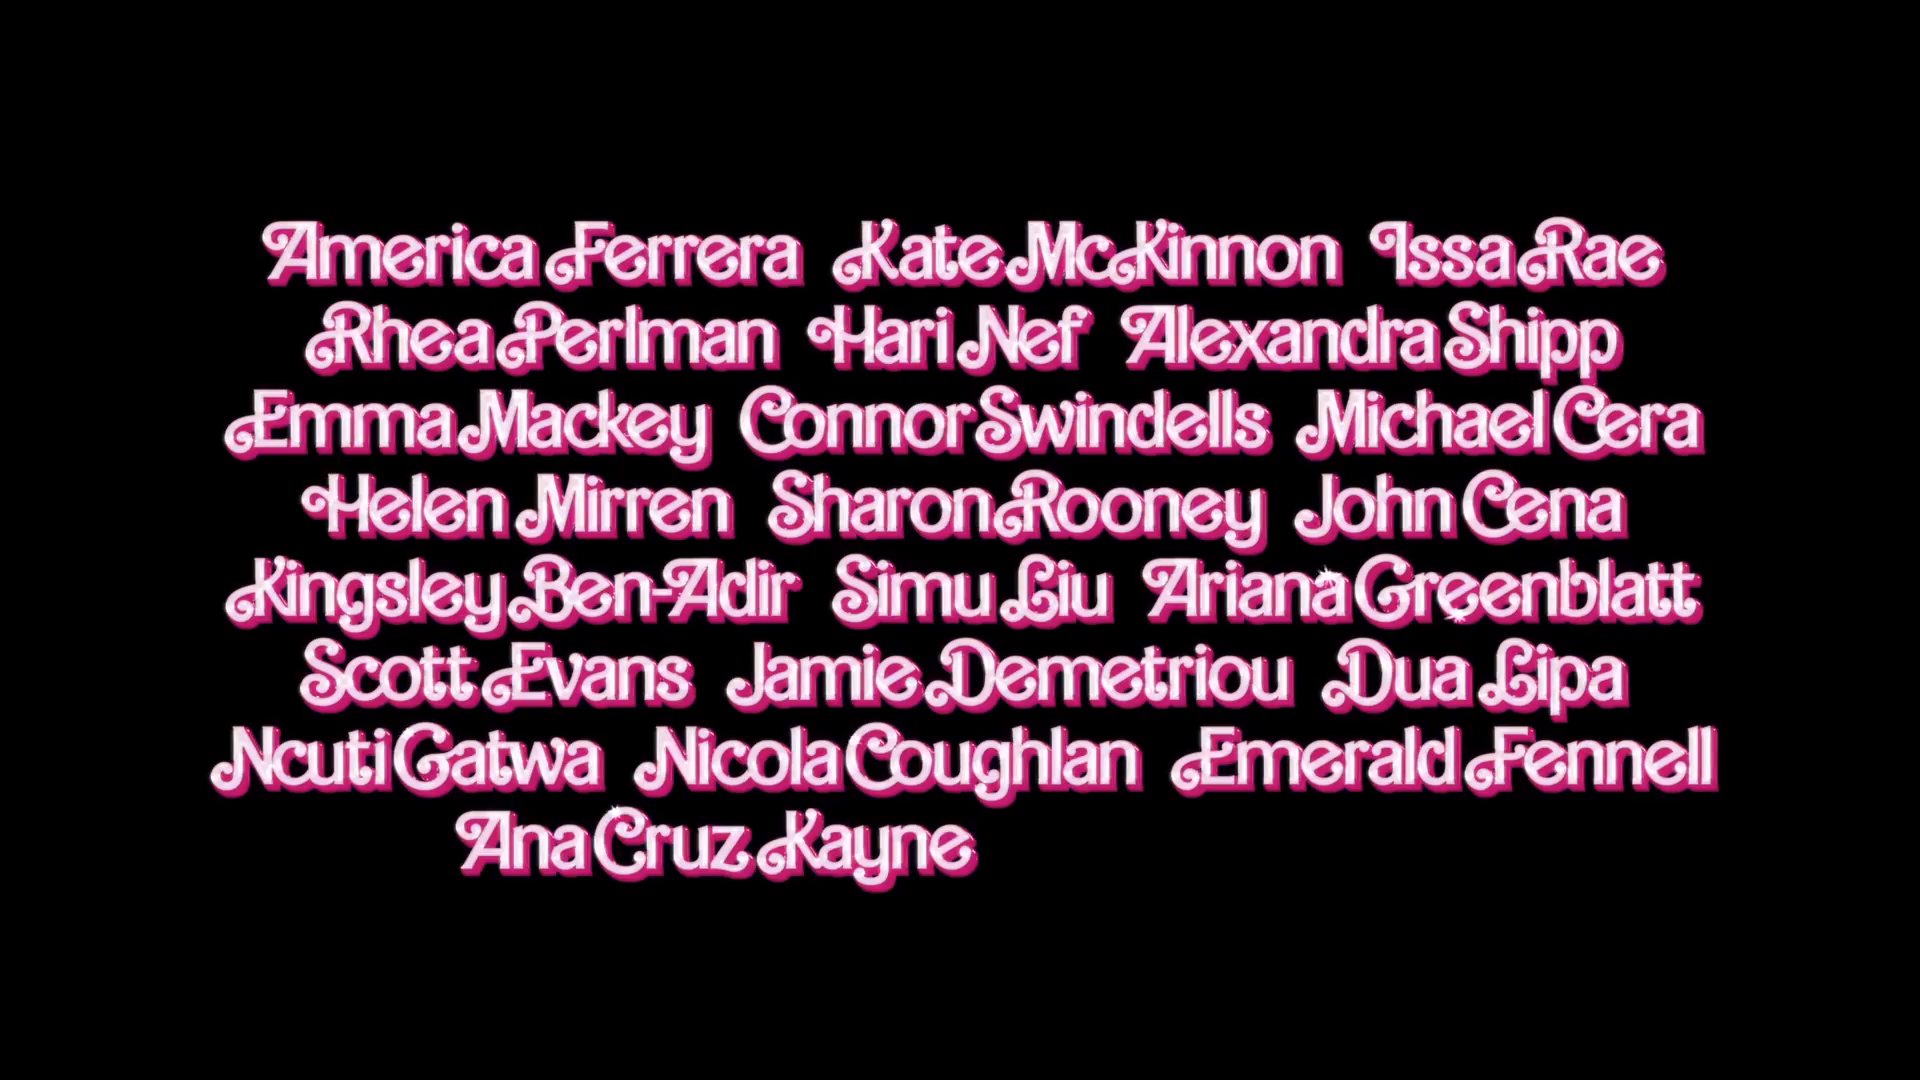 America Ferrera Kate McKinnon Issa Rae
Rhea Perlman Hari Nef Alexandra Shipp
Emma Mackey Connor Swindells Michael Cera
Helen Mirren Sharon Rooney John Cena
Kingsley Ben-Adir Simu Liu Ariana Greenblatt
Scott Evans Jamie Demetriou Dua Lipa
Ncuti Gatwa Nicola Coughlan Emerald Fennell
Ana Cruz Kayne